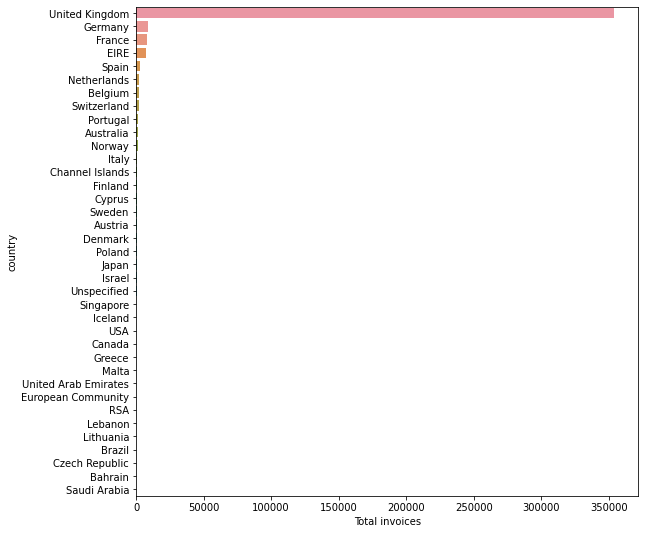 United Kingdom
Germany
France
EIRE
Spain
Netherlands
Belgium
Switzerland
Portugal
Australia
Norway
Italy
Channel Islands
Finland
Cyprus
Sweden
Austria
Denmark
Poland
Japan
Israel
Unspecified
Singapore
Iceland
USA
Canada
Greece
Malta
United Arab Emirates
European Community
RSA
Lebanon
Lithuania
Brazil
Czech Republic
Bahrain
Saudi Arabia
country
0 50000 100000 150000 200000 250000 300000 350000
Total invoices